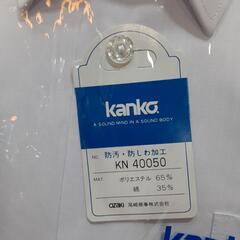 kanko
A SOUND MIND IN A SOUND BODY
防汚・防しわ加工
NO. KN 40050
MAT. ポリエステル 65%
綿 35%
OZAKI 尾崎商事株式会社
kanko